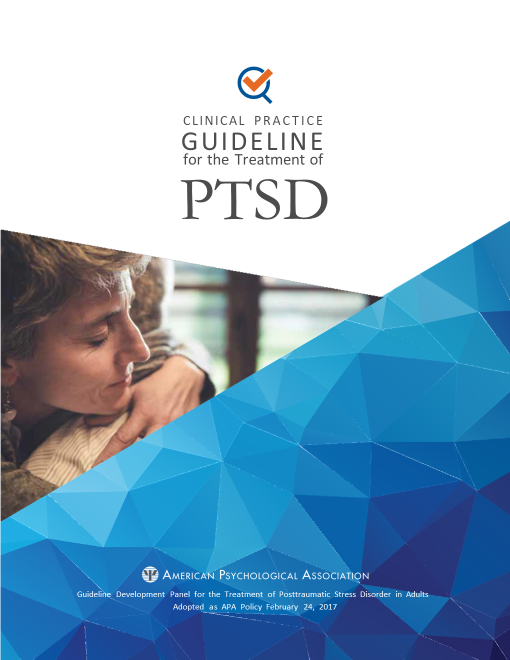 CLINICAL PRACTICE
GUIDELINE
for the Treatment of
PTSD
AMERICAN PSYCHOLOGICAL ASSOCIATION
Guideline Development Panel for the Treatment of Posttraumatic Stress Disorder in Adults
Adopted as APA Policy February 24, 2017